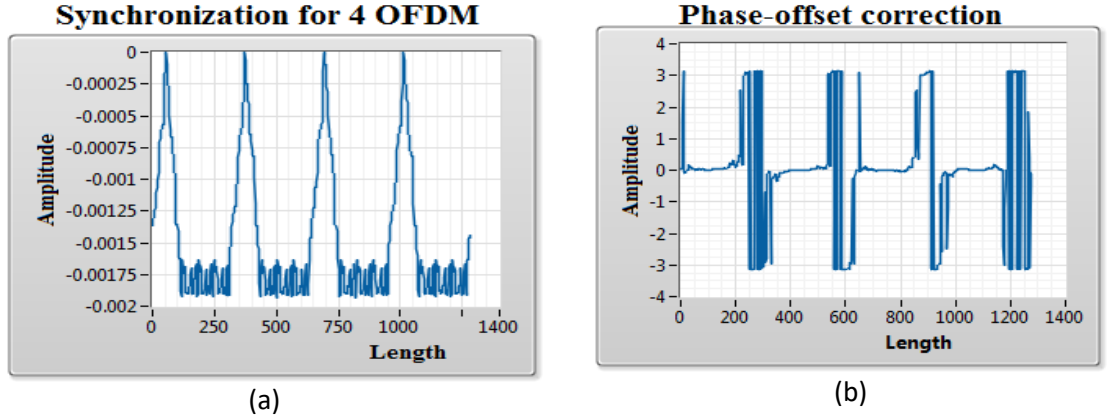 Synchronization for 4 OFDM
0
-0.00025
-0.0005
-0.00075
-0.001
-0.00125
-0.0015
-0.00175
-0.002
Amplitude
0 250 500 750 1000 1400
Length
(a)
Phase-offset correction
4
3
2
1
0
-1
-2
-3
-4
Amplitude
0 200 400 600 800 1000 1200 1400
Length
(b)